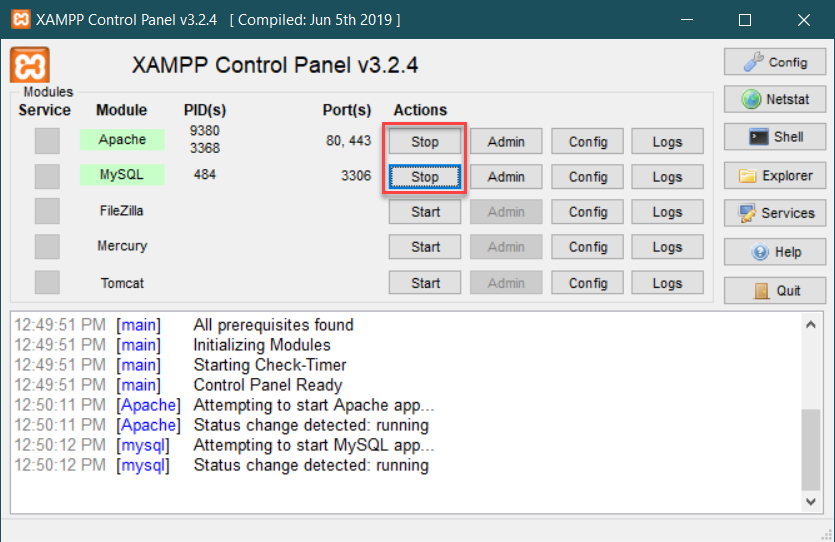 XAMPP Control Panel v3.2.4 [ Compiled: Jun 5th 2019 ]
XAMPP Control Panel v3.2.4
Config
Modules
Service Module PID(s) Port(s) Actions
Netstat
Apache 9380 3368 80, 443 Stop Admin Config Logs
Shell
MySQL 484 3306 Stop Admin Config Logs
Explorer
FileZilla Start Admin Config Logs
Services
Mercury Start Admin Config Logs
Help
Tomcat Start Admin Config Logs
Quit
12:49:51 PM [main] All prerequisites found
12:49:51 PM [main] Initializing Modules
12:49:51 PM [main] Starting Check-Timer
12:49:51 PM [main] Control Panel Ready
12:50:11 PM [Apache] Attempting to start Apache app...
12:50:11 PM [Apache] Status change detected: running
12:50:12 PM [mysql] Attempting to start MySQL app...
12:50:12 PM [mysql] Status change detected: running